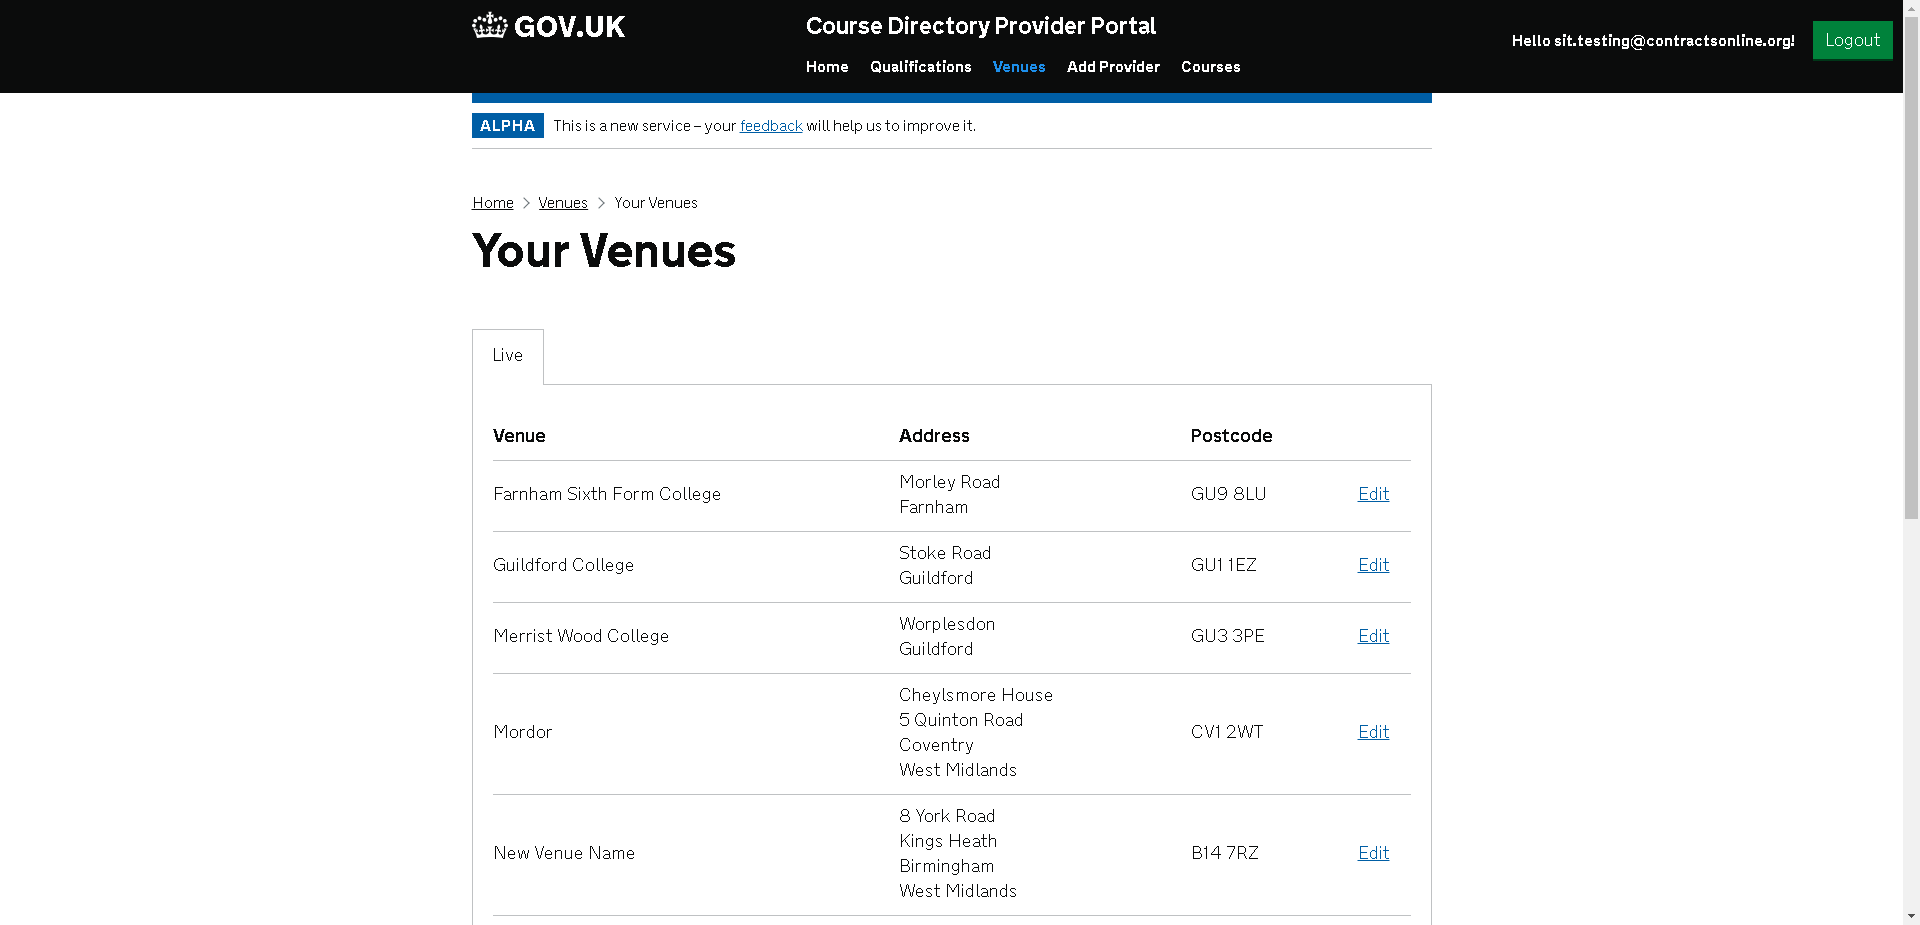 GOV.UK
Course Directory Provider Portal
Hello sit.testing@contractsonline.org!
Logout
Home Qualifications Venues Add Provider Courses
ALPHA This is a new service – your feedback will help us to improve it.
Home Venues Your Venues
Your Venues
Live
Venue Address Postcode
Farnham Sixth Form College
Morley Road
Farnham
GU9 8LU
Edit
Guildford College
Stoke Road
Guildford
GU1 1EZ
Edit
Merrist Wood College
Worplesdon
Guildford
GU3 3PE
Edit
Mordor
Cheylsmore House
5 Quinton Road
Coventry
West Midlands
CV1 2WT
Edit
New Venue Name
8 York Road
Kings Heath
Birmingham
West Midlands
B14 7RZ
Edit